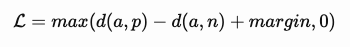 ℒ = max(d(a, p) − d(a, n) + margin, 0)